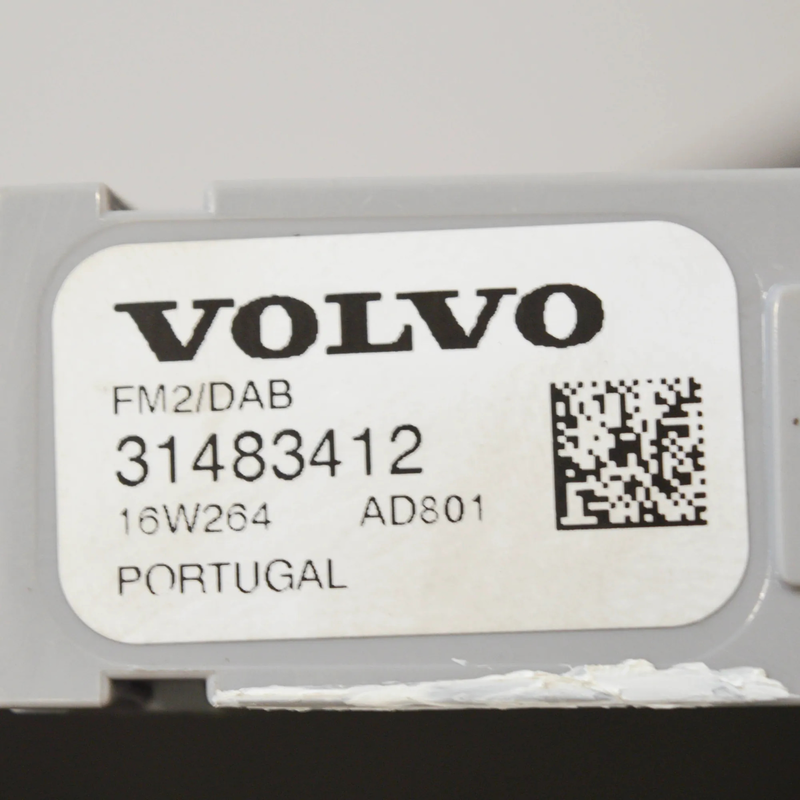 VOLVO
FM2/DAB
31483412
16W264 AD801
PORTUGAL